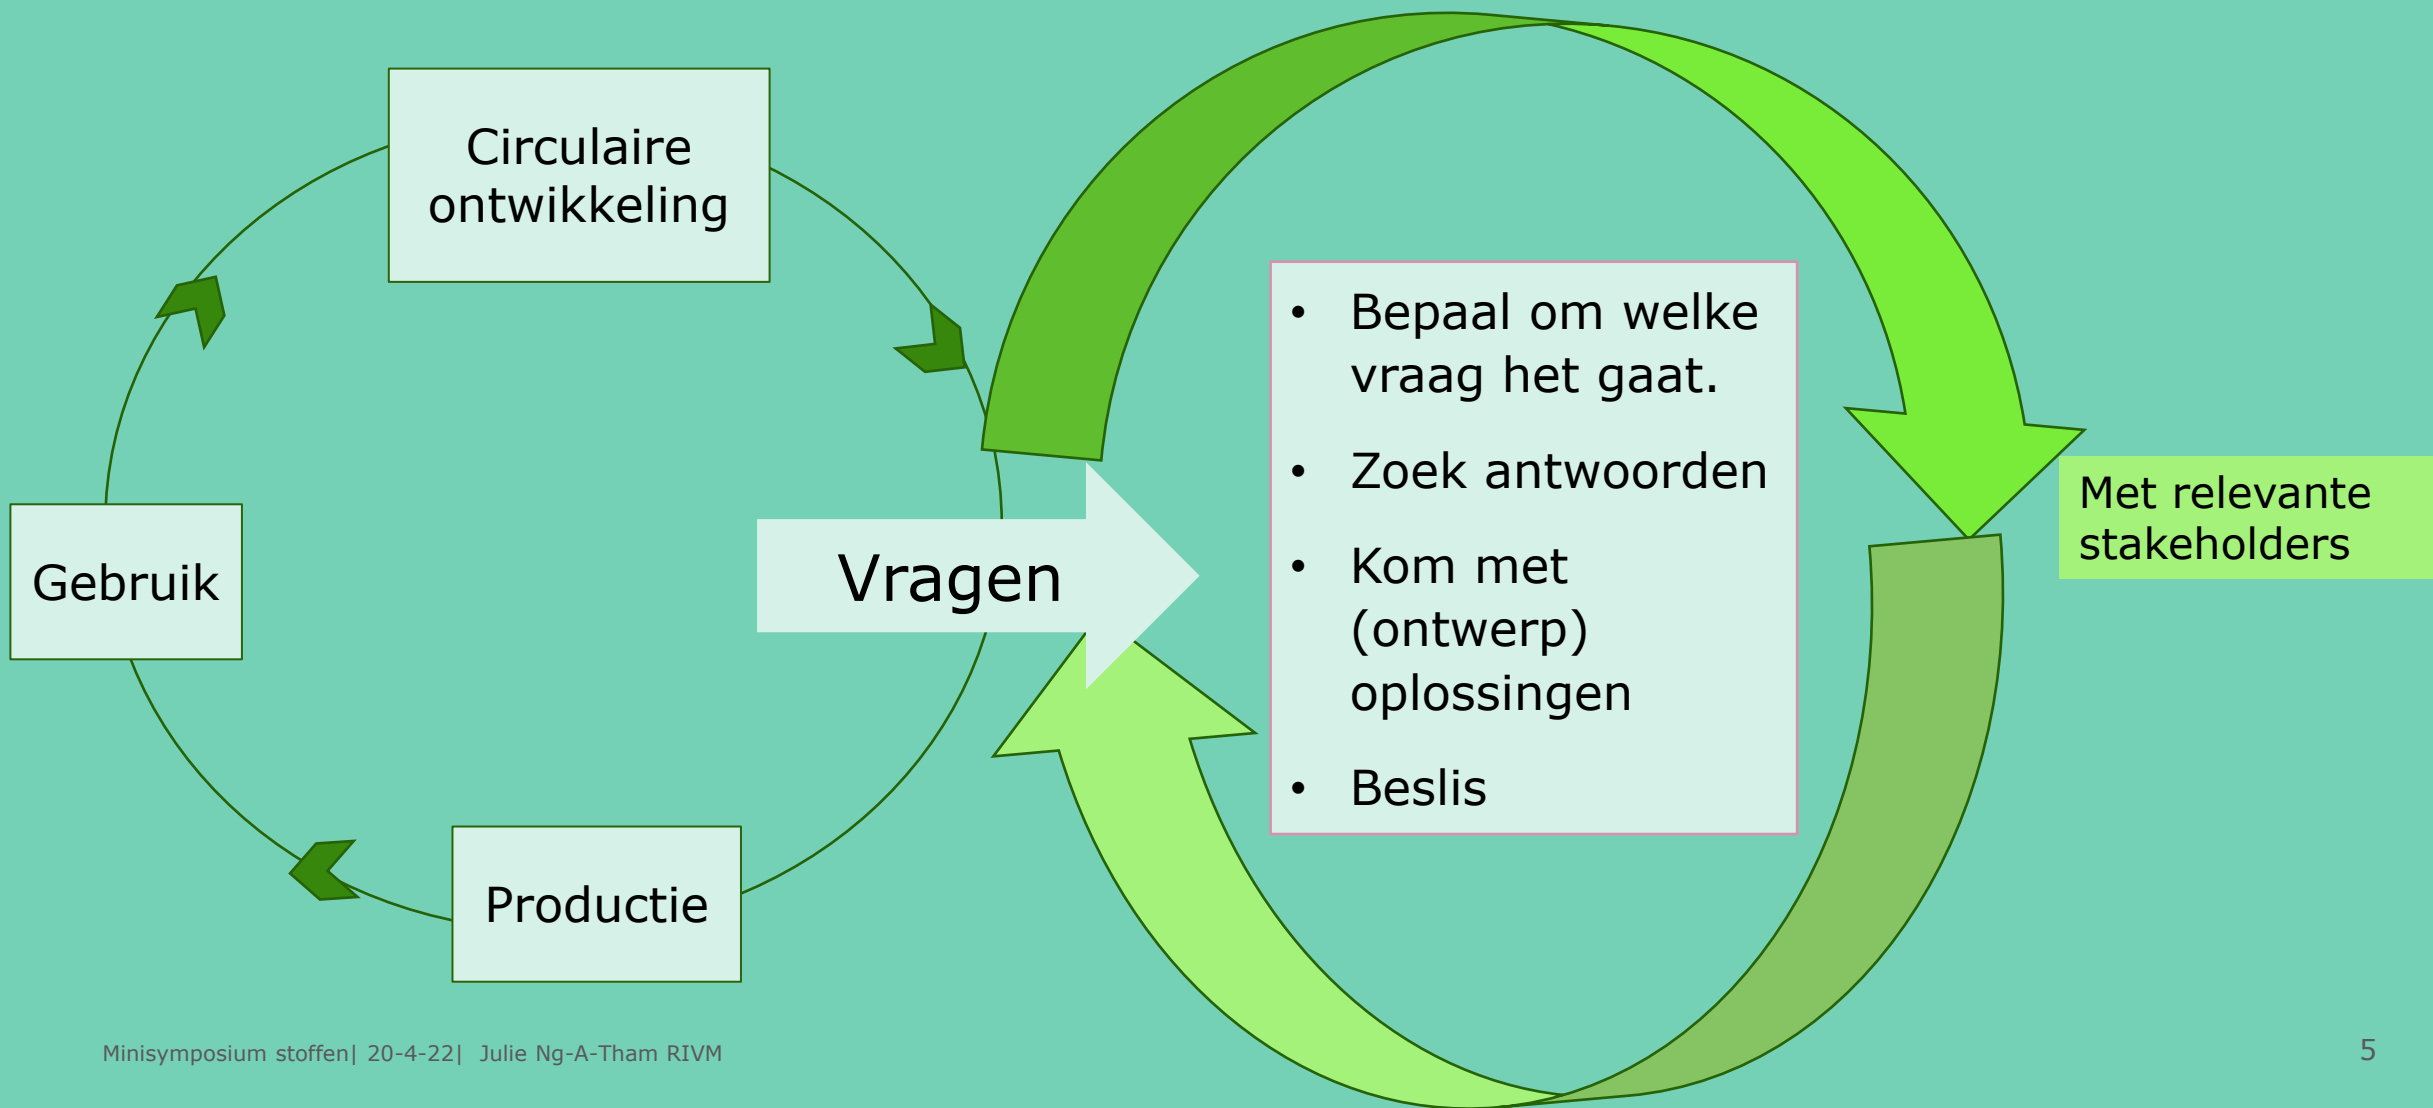 Circulaire
ontwikkeling
Gebruik
Productie
Vragen
• Bepaal om welke
vraag het gaat.
• Zoek antwoorden
• Kom met
(ontwerp)
oplossingen
• Beslis
Met relevante
stakeholders
Minisymposium stoffen| 20-4-22| Julie Ng-A-Tham RIVM
5